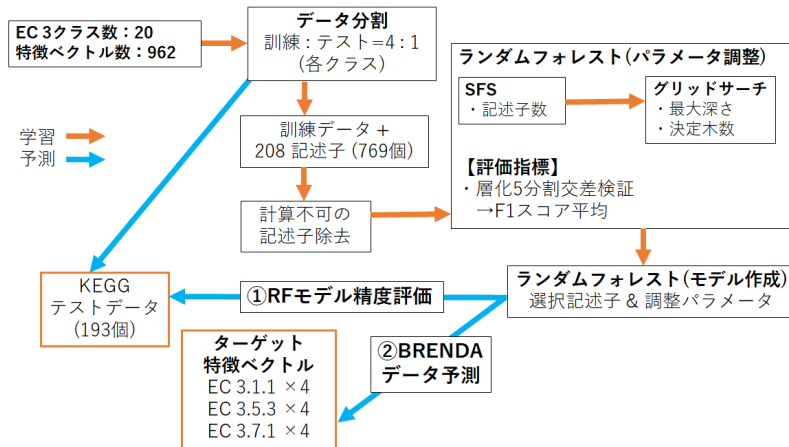 EC 3クラス数：20
特徴ベクトル数：962
データ分割
訓練 : テスト=4 : 1
(各クラス)
学習
予測
訓練データ +
208 記述子 (769個)
計算不可の
記述子除去
ランダムフォレスト(パラメータ調整)
SFS
・記述子数
グリッドサーチ
・最大深さ
・決定木数
【評価指標】
・層化5分割交差検証
→F1スコア平均
ランダムフォレスト(モデル作成)
選択記述子 & 調整パラメータ
①RFモデル精度評価
KEGG
テストデータ
(193個)
②BRENDA
データ予測
ターゲット
特徴ベクトル
EC 3.1.1 ×4
EC 3.5.3 ×4
EC 3.7.1 ×4